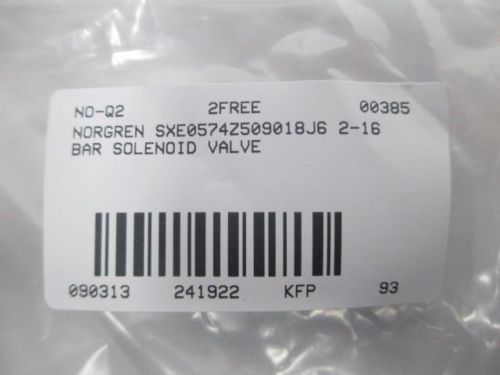 NO-Q2 2FREE 00385
NORGREN SXE0574Z509018J6 2-16
BAR SOLENOID VALVE
090313 241922 KFP 93